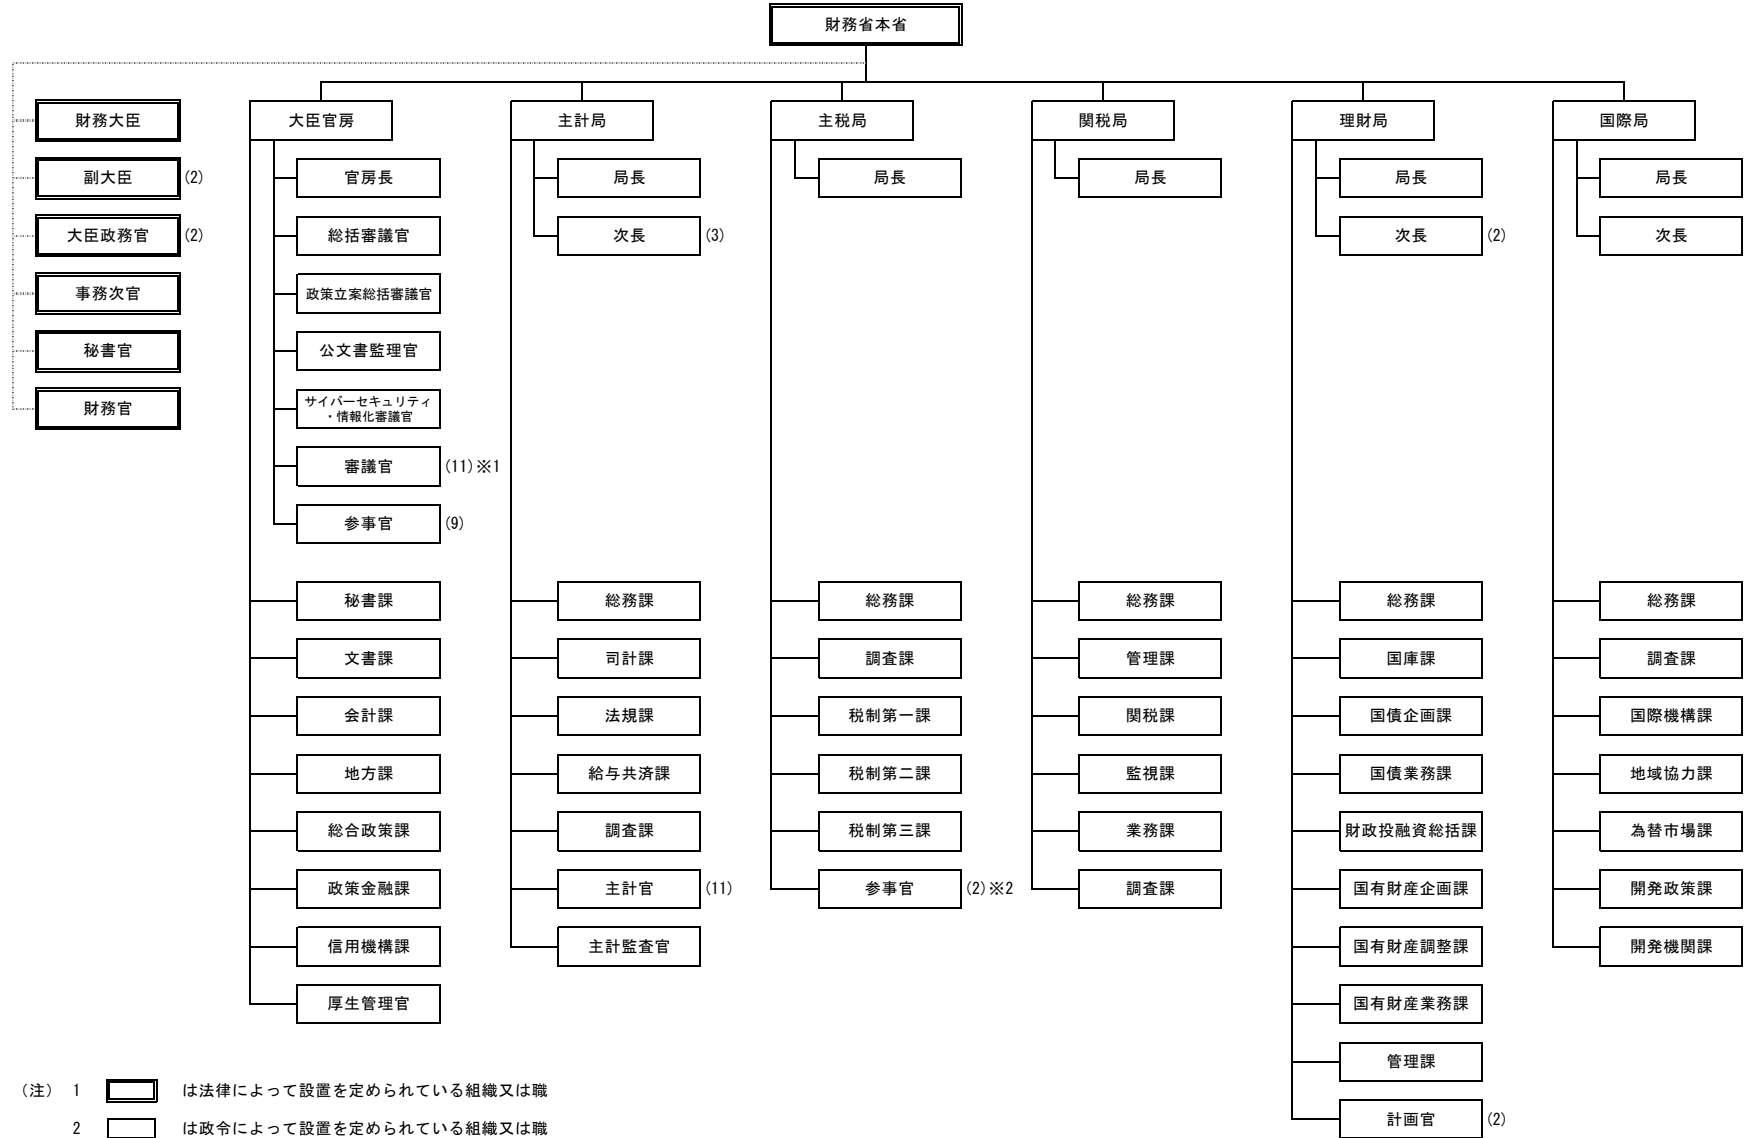 財務省本省
財務大臣
副大臣 (2)
大臣政務官 (2)
事務次官
秘書官
財務官
大臣官房
官房長
総括審議官
政策立案総括審議官
公文書監理官
サイバーセキュリティ
・情報化審議官
審議官 (11)※1
参事官 (9)
秘書課
文書課
会計課
地方課
総合政策課
政策金融課
信用機構課
厚生管理官
主計局
局長
次長 (3)
総務課
司計課
法規課
給与共済課
調査課
主計官 (11)
主計監査官
主税局
局長
総務課
調査課
税制第一課
税制第二課
税制第三課
参事官 (2)※2
関税局
局長
総務課
管理課
関税課
監視課
業務課
調査課
理財局
局長
次長 (2)
総務課
国庫課
国債企画課
国債業務課
財政投融資総括課
国有財産企画課
国有財産調整課
国有財産業務課
管理課
計画官 (2)
国際局
局長
次長
総務課
調査課
国際機構課
地域協力課
為替市場課
開発政策課
開発機関課
（注） 1 は法律によって設置を定められている組織又は職
2 は政令によって設置を定められている組織又は職